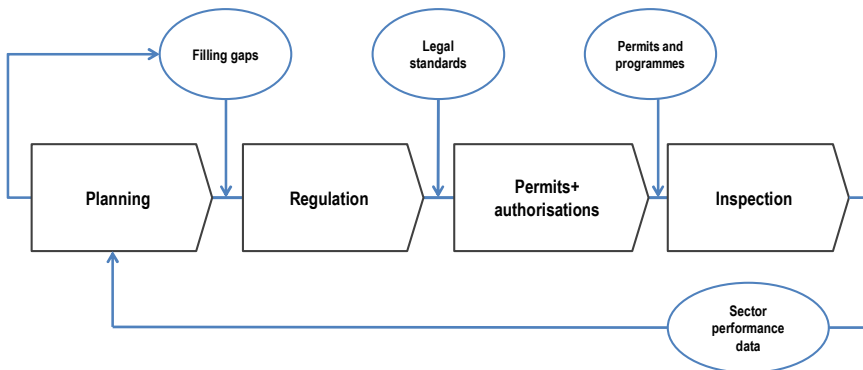 Filling gaps
Legal
standards
Permits and
programmes
Planning
Regulation
Permits+
authorisations
Inspection
Sector
performance
data